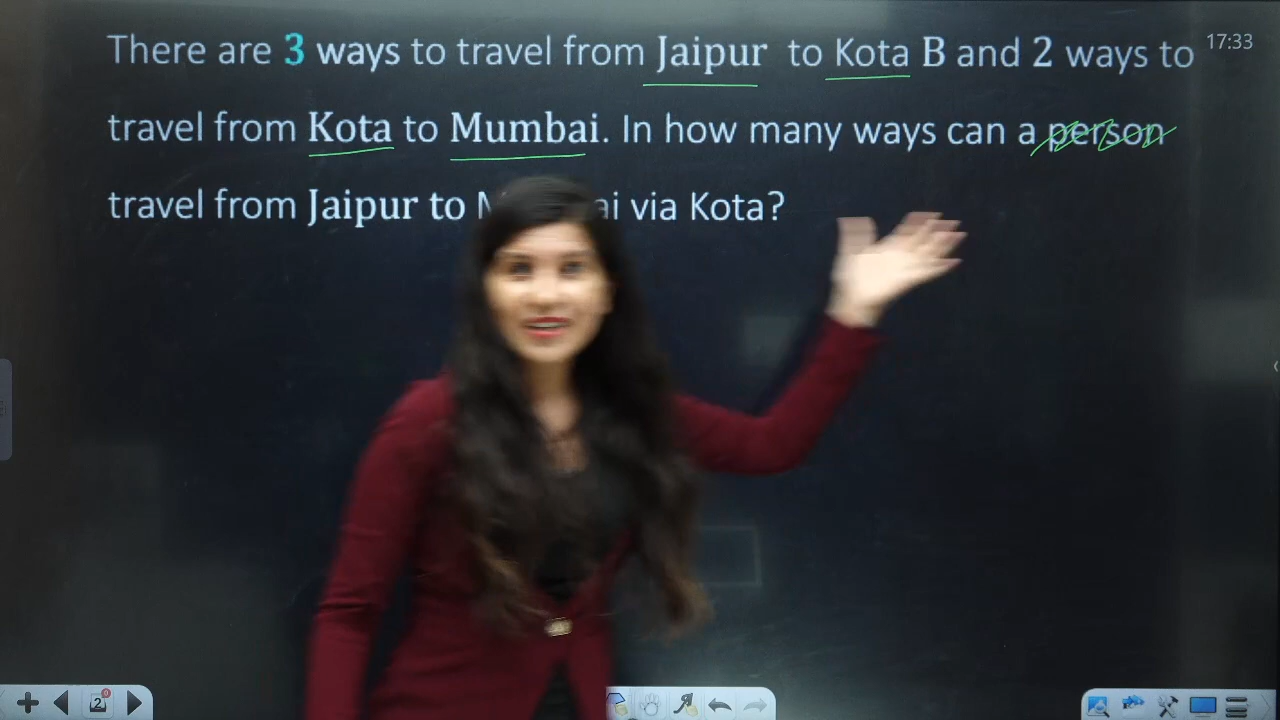 There are 3 ways to travel from Jaipur to Kota B and 2 ways to
17:33
travel from Kota to Mumbai. In how many ways can a person
travel from Jaipur to via Kota?
2